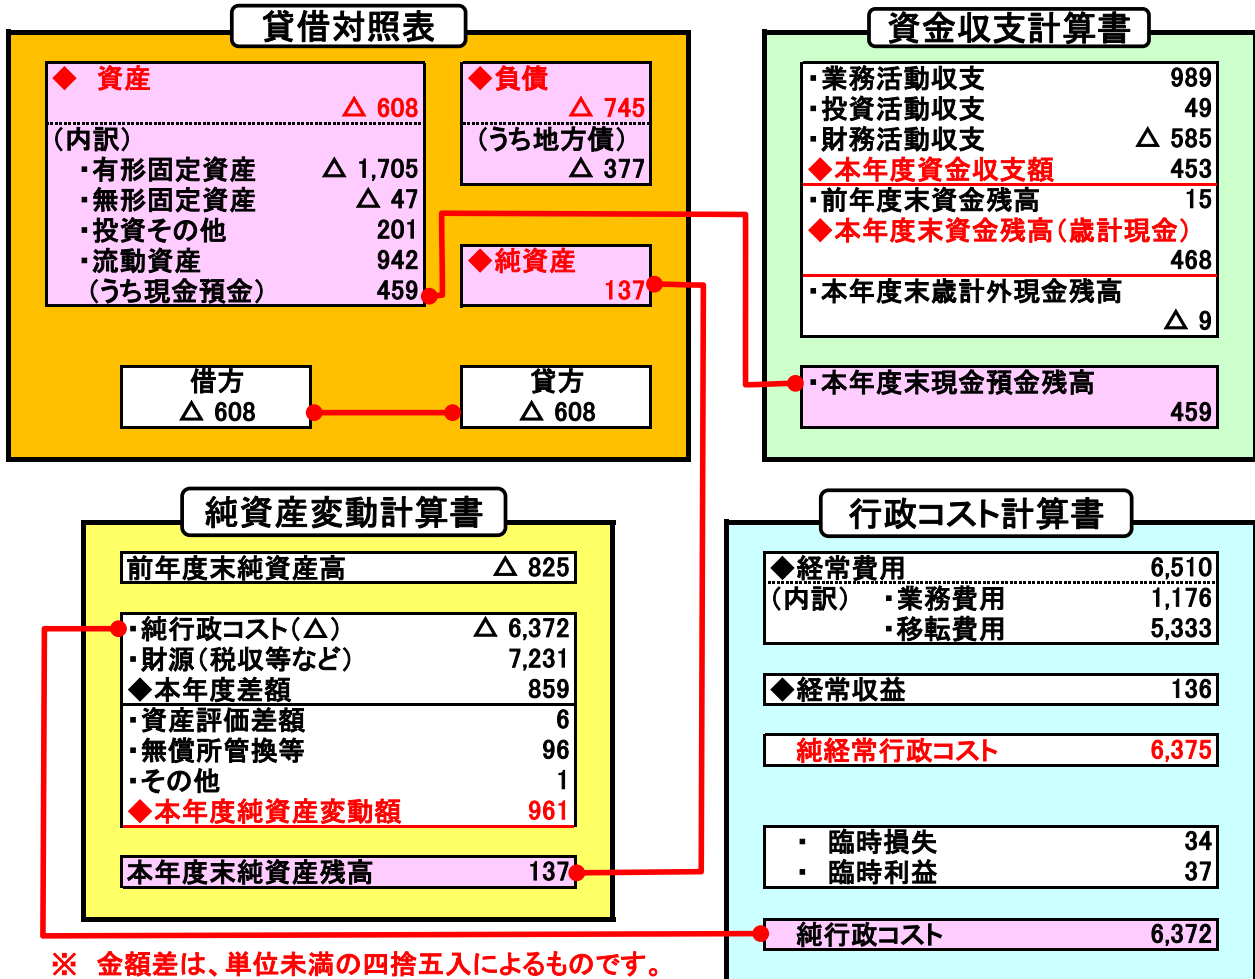 貸借対照表
◆ 資産
△ 608
(内訳)
・有形固定資産 △ 1,705
・無形固定資産 △ 47
・投資その他 201
・流動資産 942
(うち現金預金) 459
◆負債
△ 745
(うち地方債)
△ 377
◆純資産
137
借方
△ 608
貸方
△ 608
資金収支計算書
・業務活動収支 989
・投資活動収支 49
・財務活動収支 △ 585
◆本年度資金収支額 453
・前年度末資金残高 15
◆本年度末資金残高(歳計現金)
468
・本年度末歳計外現金残高
△ 9
・本年度末現金預金残高
459
純資産変動計算書
前年度末純資産高 △ 825
・純行政コスト(△) △ 6,372
・財源(税収等など) 7,231
◆本年度差額 859
・資産評価差額 6
・無償所管換等 96
・その他 1
◆本年度純資産変動額 961
本年度末純資産残高 137
※ 金額差は、単位未満の四捨五入によるものです。
行政コスト計算書
◆経常費用 6,510
(内訳) ・業務費用 1,176
・移転費用 5,333
◆経常収益 136
純経常行政コスト 6,375
・ 臨時損失 34
・ 臨時利益 37
純行政コスト 6,372